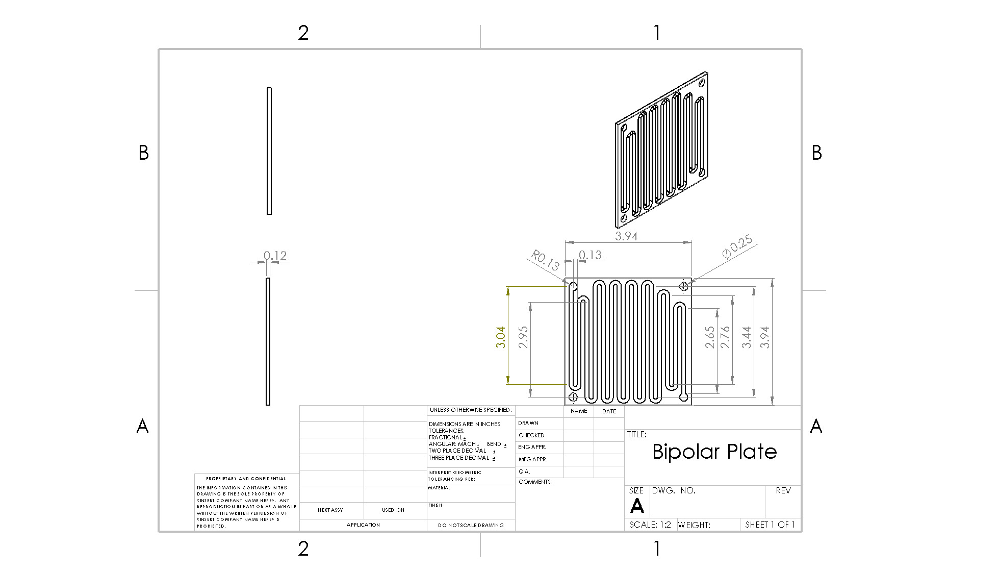 2
1
B
B
3.94
0.12
R0.13
0.13
∅0.25
3.04
2.95
2.65
2.76
3.44
3.94
A
A
UNLESS OTHERWISE SPECIFIED:
DIMENSIONS ARE IN INCHES
TOLERANCES:
FRACTIONAL ±
ANGULAR: MACH ± BEND ±
TWO PLACE DECIMAL ±
THREE PLACE DECIMAL ±
INTERPRET GEOMETRIC
TOLERANCING PER:
MATERIAL
FINISH
DO NOT SCALE DRAWING
NAME DATE
DRAWN
CHECKED
ENG APPR.
MFG APPR.
Q.A.
COMMENTS:
TITLE:
Bipolar Plate
SIZE DWG. NO. REV
A
SCALE: 1:2 WEIGHT: SHEET 1 OF 1
PROPRIETARY AND CONFIDENTIAL
THE INFORMATION CONTAINED IN THIS
DRAWING IS THE SOLE PROPERTY OF
<INSERT COMPANY NAME HERE>. ANY
REPRODUCTION IN PART OR AS A WHOLE
WITHOUT THE WRITTEN PERMISSION OF
<INSERT COMPANY NAME HERE> IS
PROHIBITED.
NEXT ASSY USED ON
APPLICATION
2
1